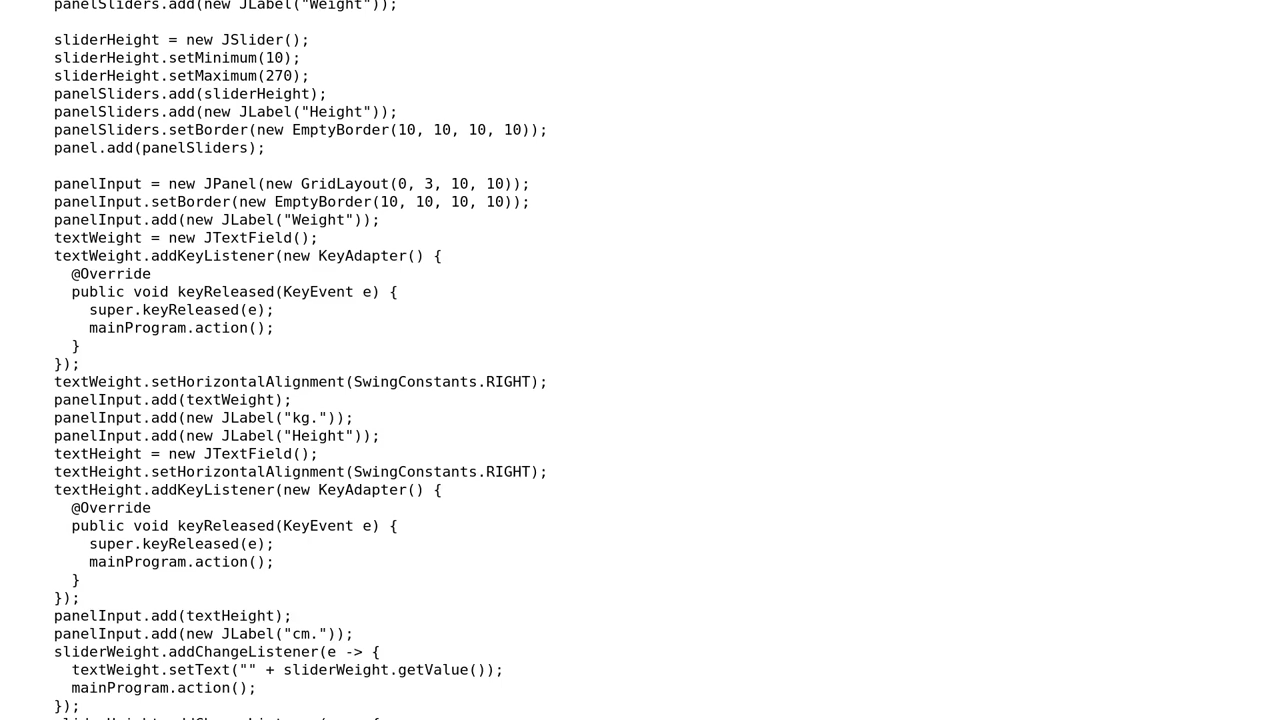 panelSliders.add(new JLabel("Weight"));
sliderHeight = new JSlider();
sliderHeight.setMinimum(10);
sliderHeight.setMaximum(270);
panelSliders.add(sliderHeight);
panelSliders.add(new JLabel("Height"));
panelSliders.setBorder(new EmptyBorder(10, 10, 10, 10));
panel.add(panelSliders);
panelInput = new JPanel(new GridLayout(0, 3, 10, 10));
panelInput.setBorder(new EmptyBorder(10, 10, 10, 10));
panelInput.add(new JLabel("Weight"));
textWeight = new JTextField();
textWeight.addKeyListener(new KeyAdapter() {
@Override
public void keyReleased(KeyEvent e) {
super.keyReleased(e);
mainProgram.action();
}
});
textWeight.setHorizontalAlignment(SwingConstants.RIGHT);
panelInput.add(textWeight);
panelInput.add(new JLabel("kg."));
panelInput.add(new JLabel("Height"));
textHeight = new JTextField();
textHeight.setHorizontalAlignment(SwingConstants.RIGHT);
textHeight.addKeyListener(new KeyAdapter() {
@Override
public void keyReleased(KeyEvent e) {
super.keyReleased(e);
mainProgram.action();
}
});
panelInput.add(textHeight);
panelInput.add(new JLabel("cm."));
sliderWeight.addChangeListener(e -> {
textWeight.setText("" + sliderWeight.getValue());
mainProgram.action();
});